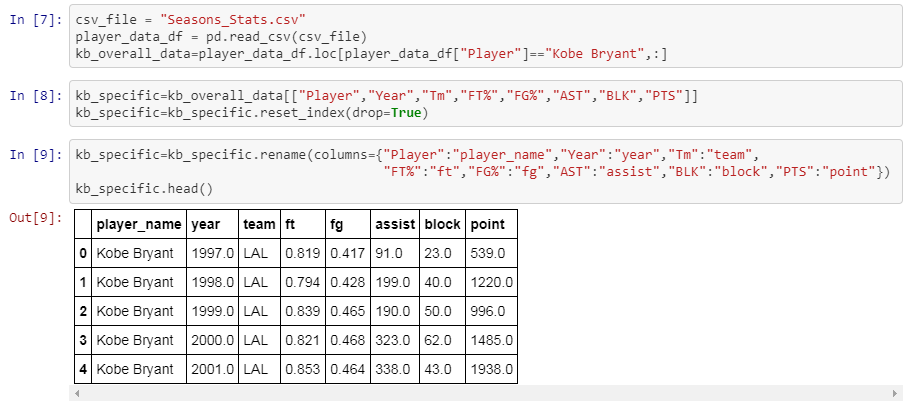 In [7]: csv_file = "Seasons_Stats.csv"
player_data_df = pd.read_csv(csv_file)
kb_overall_data=player_data_df.loc[player_data_df["Player"]=="Kobe Bryant",:]
In [8]: kb_specific=kb_overall_data[["Player","Year","Tm","FT%","FG%","AST","BLK","PTS"]]
kb_specific=kb_specific.reset_index(drop=True)
In [9]: kb_specific=kb_specific.rename(columns={"Player":"player_name","Year":"year","Tm":"team",
"FT%":"ft","FG%":"fg","AST":"assist","BLK":"block","PTS":"point"})
kb_specific.head()
Out[9]:
player_name year team ft fg assist block point
0 Kobe Bryant 1997.0 LAL 0.819 0.417 91.0 23.0 539.0
1 Kobe Bryant 1998.0 LAL 0.794 0.428 199.0 40.0 1220.0
2 Kobe Bryant 1999.0 LAL 0.839 0.465 190.0 50.0 996.0
3 Kobe Bryant 2000.0 LAL 0.821 0.468 323.0 62.0 1485.0
4 Kobe Bryant 2001.0 LAL 0.853 0.464 338.0 43.0 1938.0